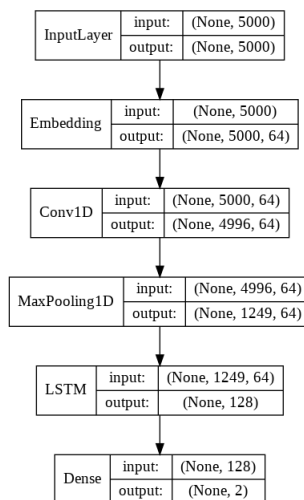 InputLayer
input: (None, 5000)
output: (None, 5000)
Embedding
input: (None, 5000)
output: (None, 5000, 64)
Conv1D
input: (None, 5000, 64)
output: (None, 4996, 64)
MaxPooling1D
input: (None, 4996, 64)
output: (None, 1249, 64)
LSTM
input: (None, 1249, 64)
output: (None, 128)
Dense
input: (None, 128)
output: (None, 2)